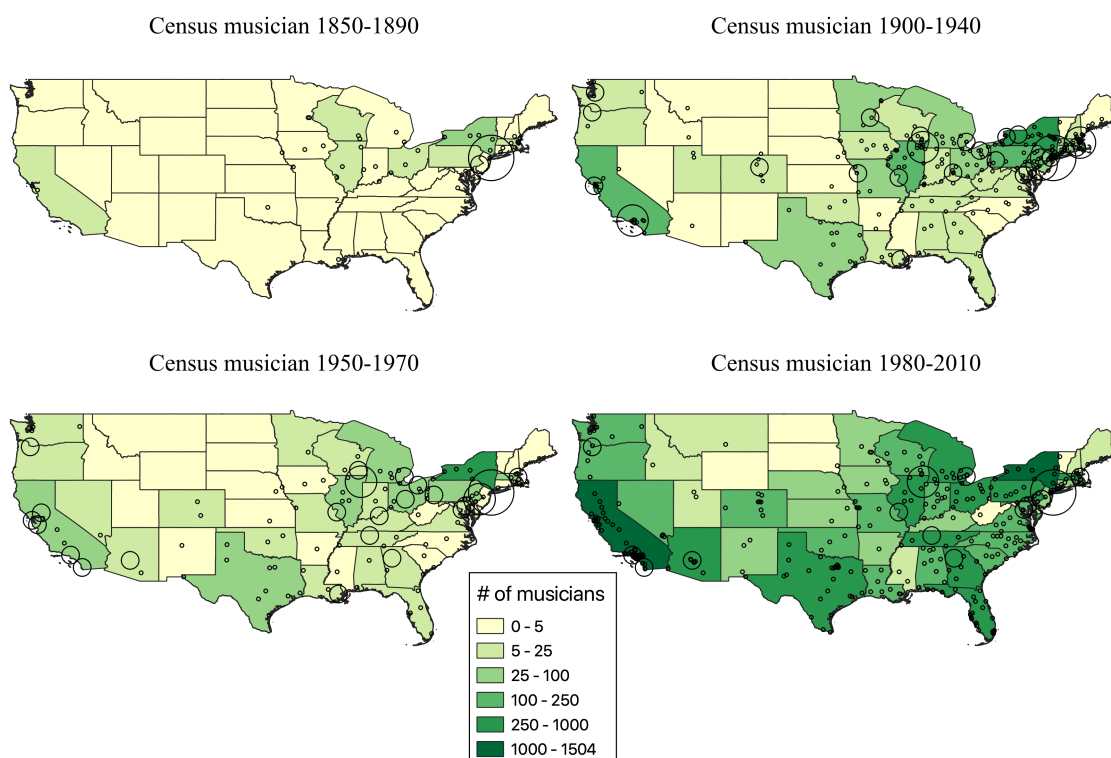 Census musician 1850-1890
Census musician 1900-1940
Census musician 1950-1970
Census musician 1980-2010
# of musicians
0 - 5
5 - 25
25 - 100
100 - 250
250 - 1000
1000 - 1504